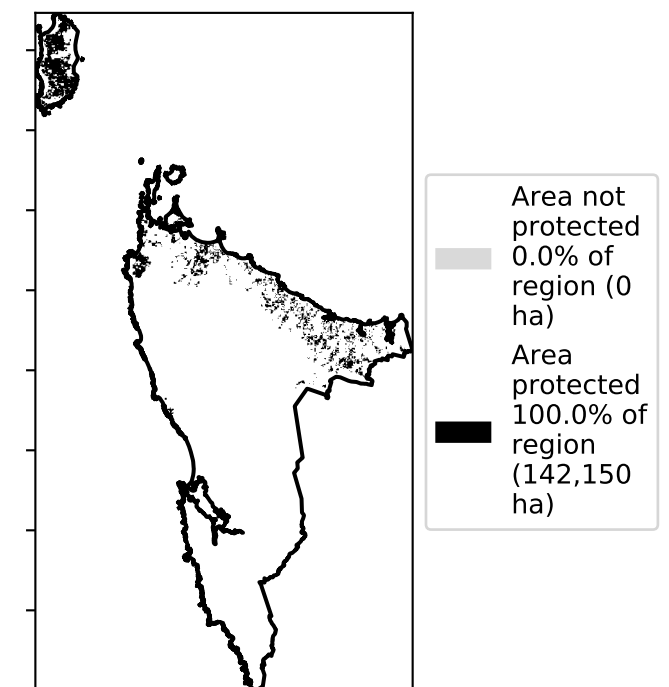 Area not
protected
0.0% of
region (0
ha)
Area
protected
100.0% of
region
(142,150
ha)